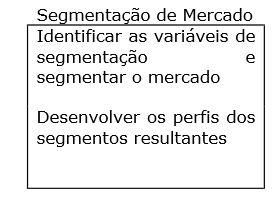 Segmentação de Mercado
Identificar as variáveis de
segmentação e
segmentar o mercado
Desenvolver os perfis dos
segmentos resultantes